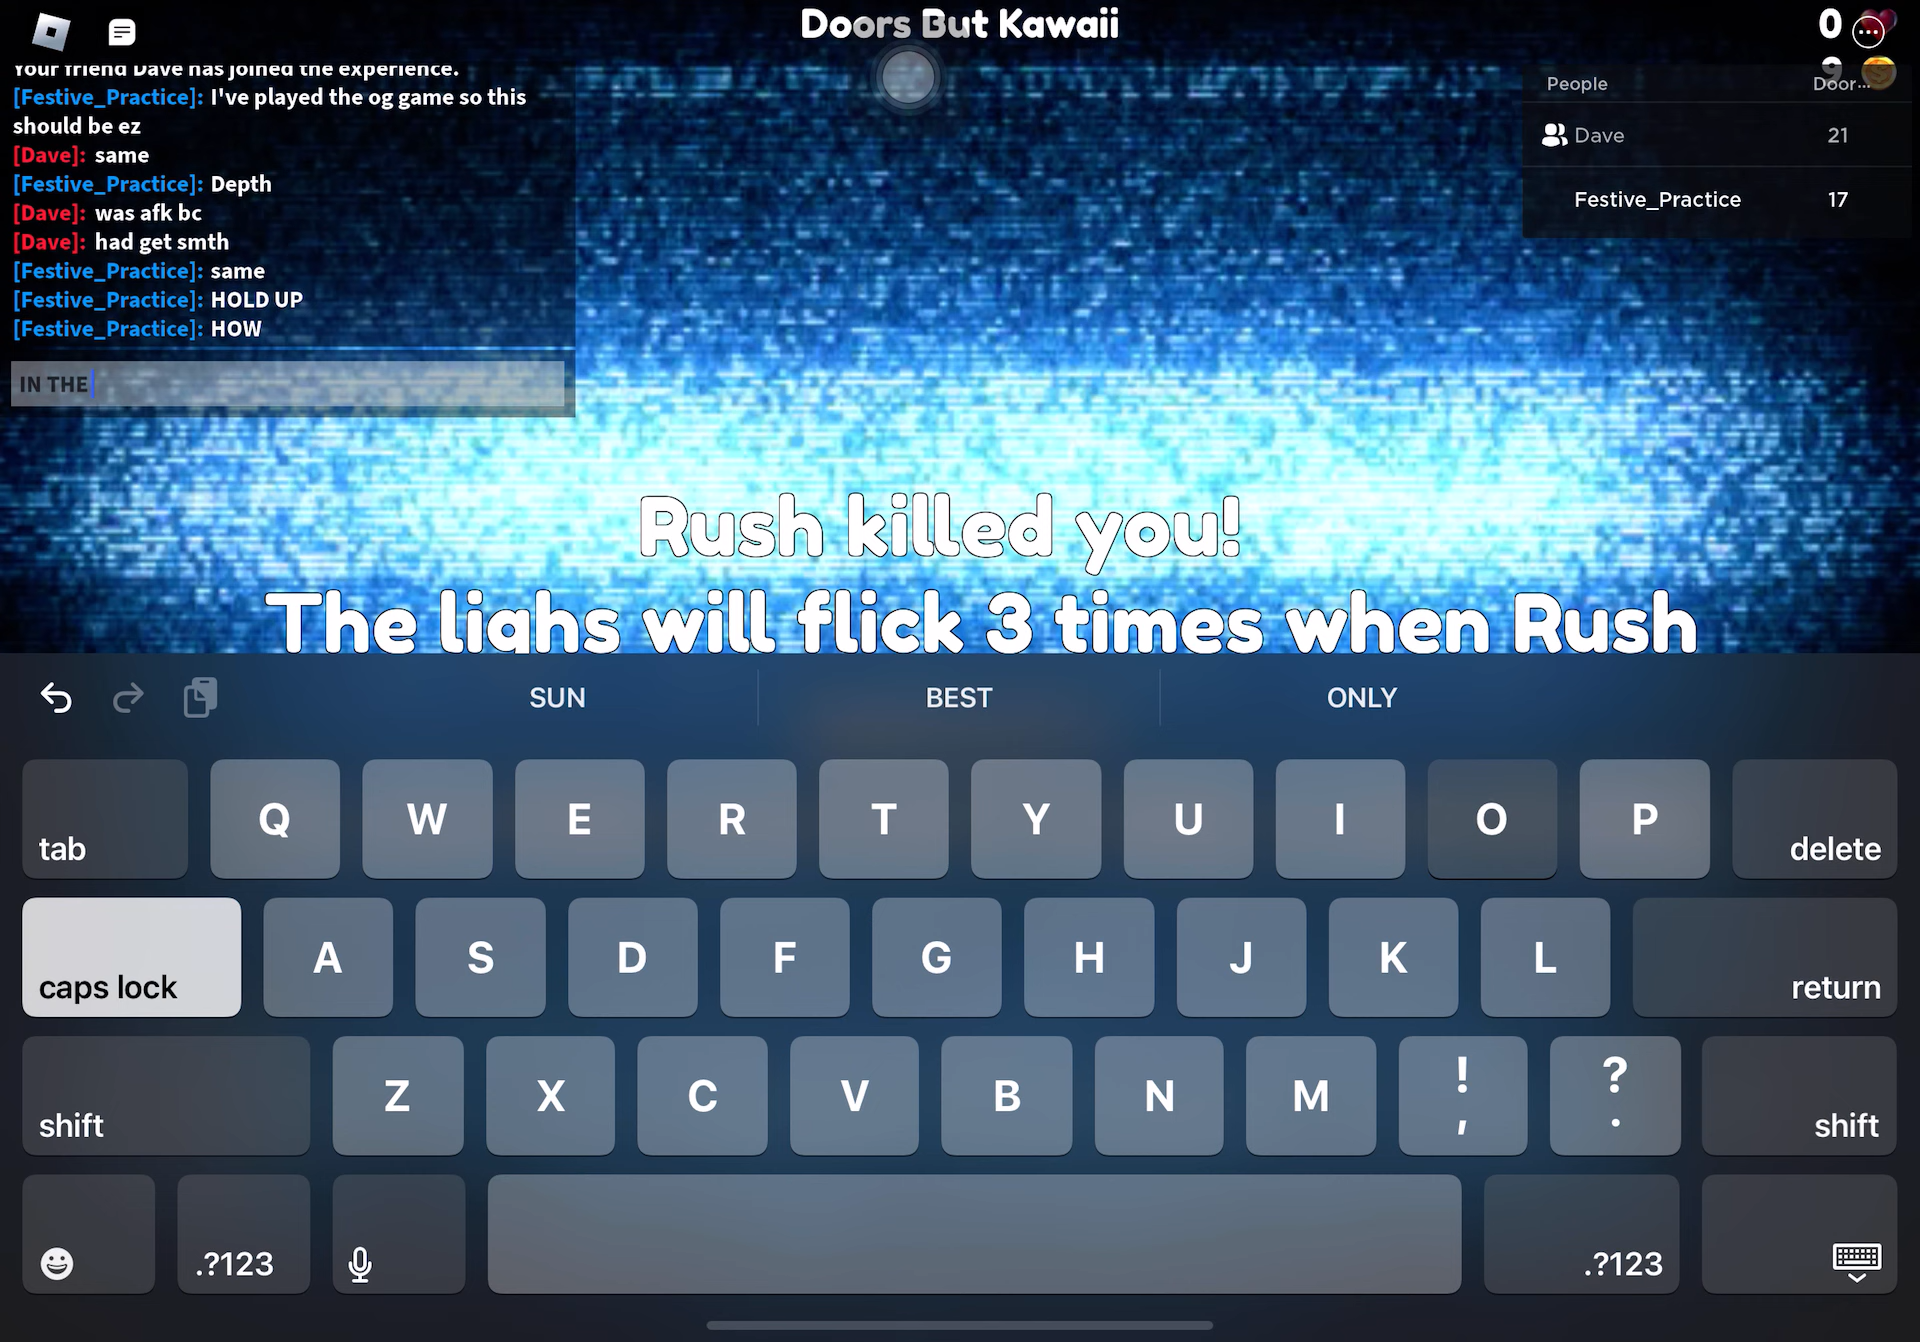 Doors But Kawaii
0
9
Your friend Dave has joined the experience.
[Festive_Practice]: I've played the og game so this
should be ez
[Dave]: same
[Festive_Practice]: Depth
[Dave]: was afk bc
[Dave]: had get smth
[Festive_Practice]: same
[Festive_Practice]: HOLD UP
[Festive_Practice]: HOW
IN THE
People Door...
Dave 21
Festive_Practice 17
Rush killed you!
The lighs will flick 3 times when Rush
SUN BEST ONLY
tab Q W E R T Y U I O P delete
caps lock A S D F G H J K L return
shift Z X C V B N M ! , ? . shift
.?123 .?123